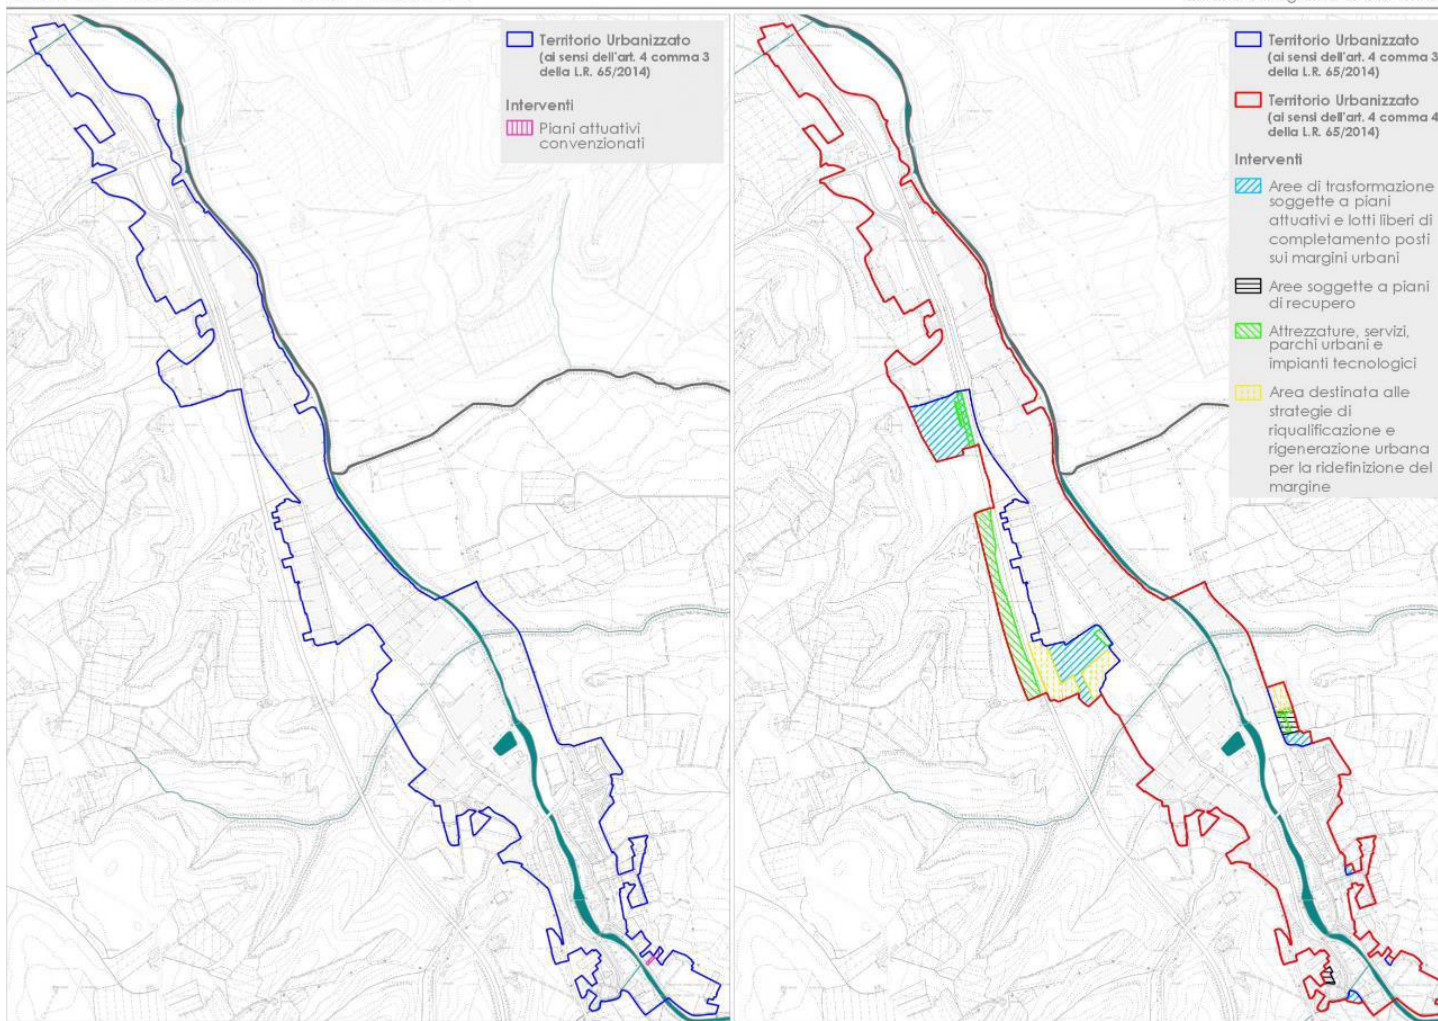 Territorio Urbanizzato
(ai sensi dell'art. 4 comma 3
della L.R. 65/2014)
Interventi
Piani attuativi
convenzionati
Territorio Urbanizzato
(ai sensi dell'art. 4 comma 3
della L.R. 65/2014)
Territorio Urbanizzato
(ai sensi dell'art. 4 comma 4
della L.R. 65/2014)
Interventi
Aree di trasformazione
soggette a piani
attuativi e lotti liberi di
completamento posti
sui margini urbani
Aree soggette a piani
di recupero
Attrezzature, servizi,
parchi urbani e
impianti tecnologici
Area destinata alle
strategie di
riqualificazione e
rigenerazione urbana
per la ridefinizione del
margine